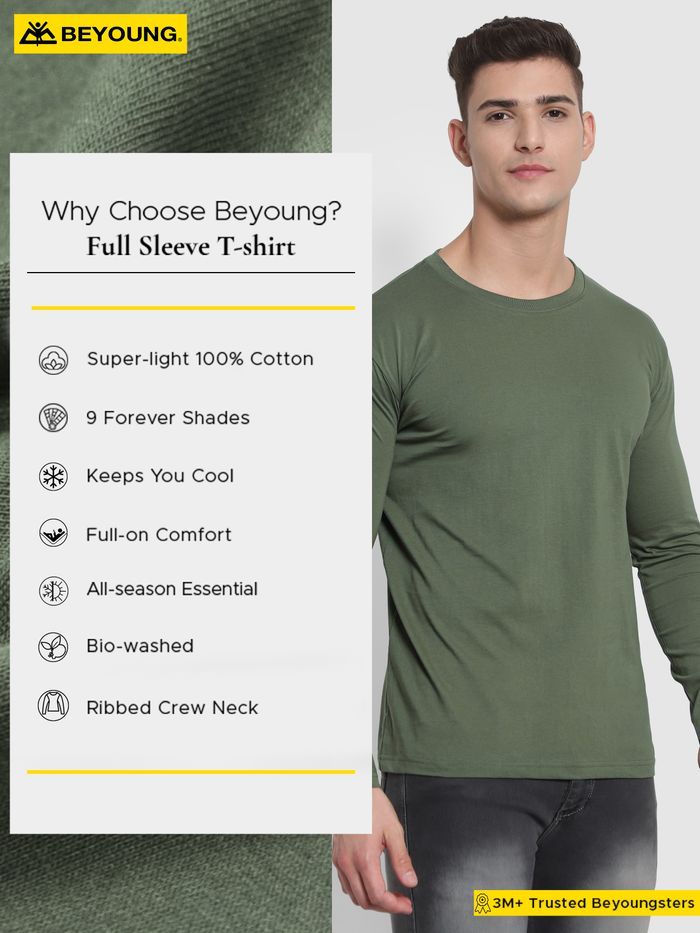 BEYOUNG®
Why Choose Beyoung?
Full Sleeve T-shirt
Super-light 100% Cotton
9 Forever Shades
Keeps You Cool
Full-on Comfort
All-season Essential
Bio-washed
Ribbed Crew Neck
3M+ Trusted Beyoungsters